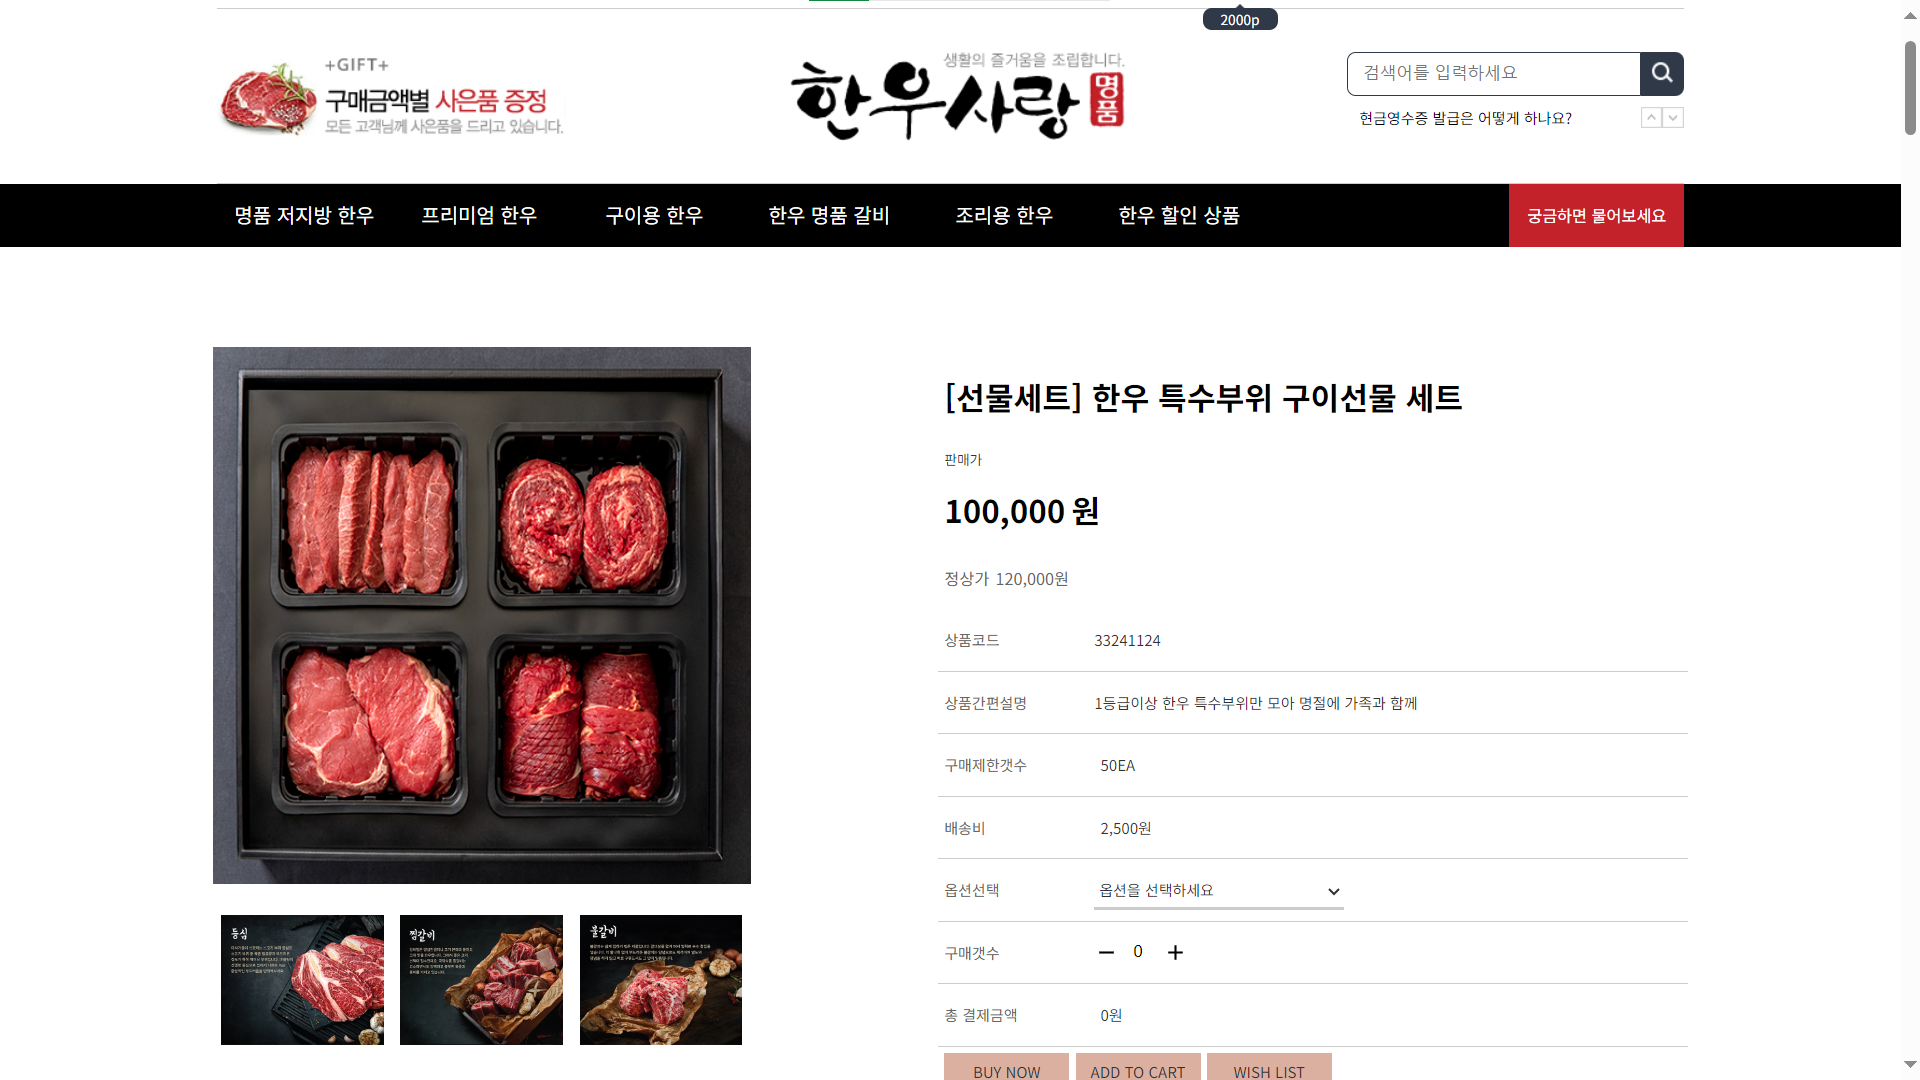 2000p
+GIFT+
구매금액별 사은품 증정
모든 고객님께 사은품을 드리고 있습니다.
생활의 즐거움을 조립합니다.
한우사랑 명품
검색어를 입력하세요
현금영수증 발급은 어떻게 하나요?
명품 저지방 한우 프리미엄 한우 구이용 한우 한우 명품 갈비 조리용 한우 한우 할인 상품 궁금하면 물어보세요
[선물세트] 한우 특수부위 구이선물 세트
판매가
100,000 원
정상가 120,000원
상품코드 33241124
상품간편설명 1등급이상 한우 특수부위만 모아 명절에 가족과 함께
구매제한갯수 50EA
배송비 2,500원
옵션선택 옵션을 선택하세요
구매갯수 0
총 결제금액 0원
BUY NOW ADD TO CART WISH LIST
등심
찜갈비
불갈비